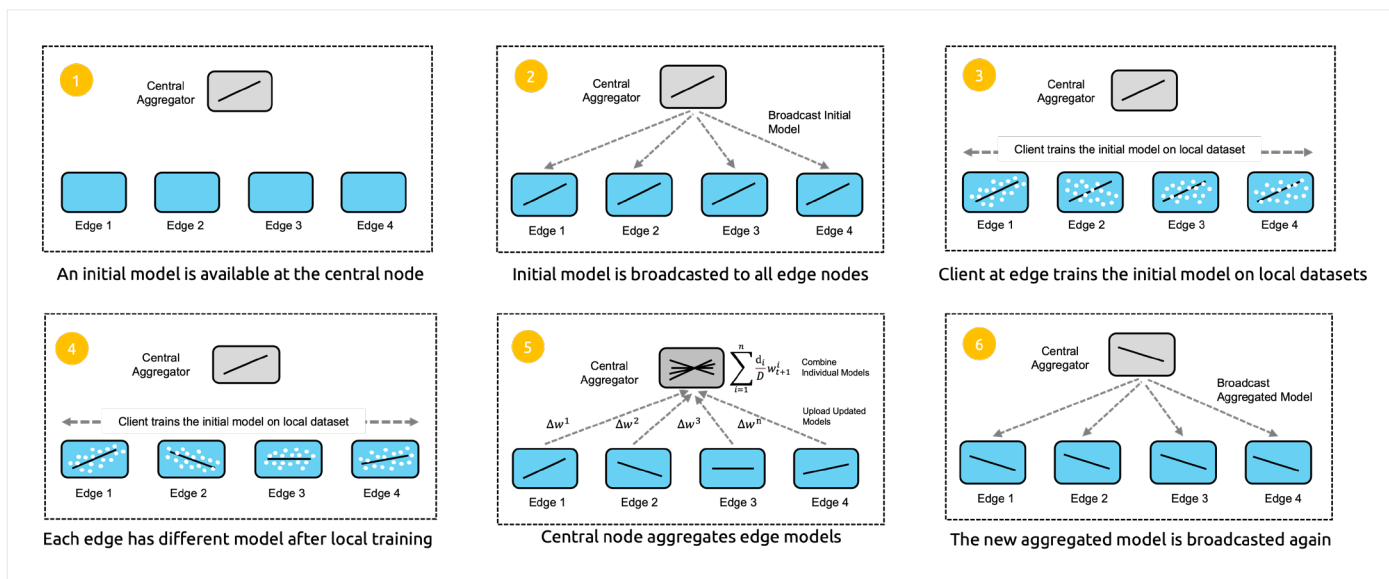 1
Central
Aggregator
Edge 1
Edge 2
Edge 3
Edge 4
An initial model is available at the central node
2
Central
Aggregator
Broadcast Initial
Model
Edge 1
Edge 2
Edge 3
Edge 4
Initial model is broadcasted to all edge nodes
3
Central
Aggregator
Client trains the initial model on local dataset
Edge 1
Edge 2
Edge 3
Edge 4
Client at edge trains the initial model on local datasets
4
Central
Aggregator
Client trains the initial model on local dataset
Edge 1
Edge 2
Edge 3
Edge 4
Each edge has different model after local training
5
Central
Aggregator
$\sum_{i=1}^{n} \frac{d_i}{D} w_{t+1}^{i}$
Combine
Individual Models
Upload Updated
Models
Δw¹
Δw²
Δw³
Δwⁿ
Edge 1
Edge 2
Edge 3
Edge 4
Central node aggregates edge models
6
Central
Aggregator
Broadcast
Aggregated Model
Edge 1
Edge 2
Edge 3
Edge 4
The new aggregated model is broadcasted again